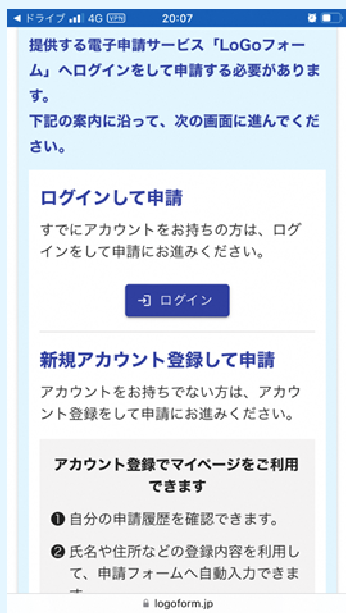 ◀ ドライブ 4G VPN 20:07
提供する電子申請サービス「LoGoフォー
ム」へログインをして申請する必要がありま
す。
下記の案内に沿って、次の画面に進んでくだ
さい。
ログインして申請
すでにアカウントをお持ちの方は、ログ
インをして申請にお進みください。
ログイン
新規アカウント登録して申請
アカウントをお持ちでない方は、アカウ
ント登録をして申請にお進みください。
アカウント登録でマイページをご利用
できます
❶ 自分の申請履歴を確認できます。
❷ 氏名や住所などの登録内容を利用し
て、申請フォームへ自動入力できま
logoform.jp